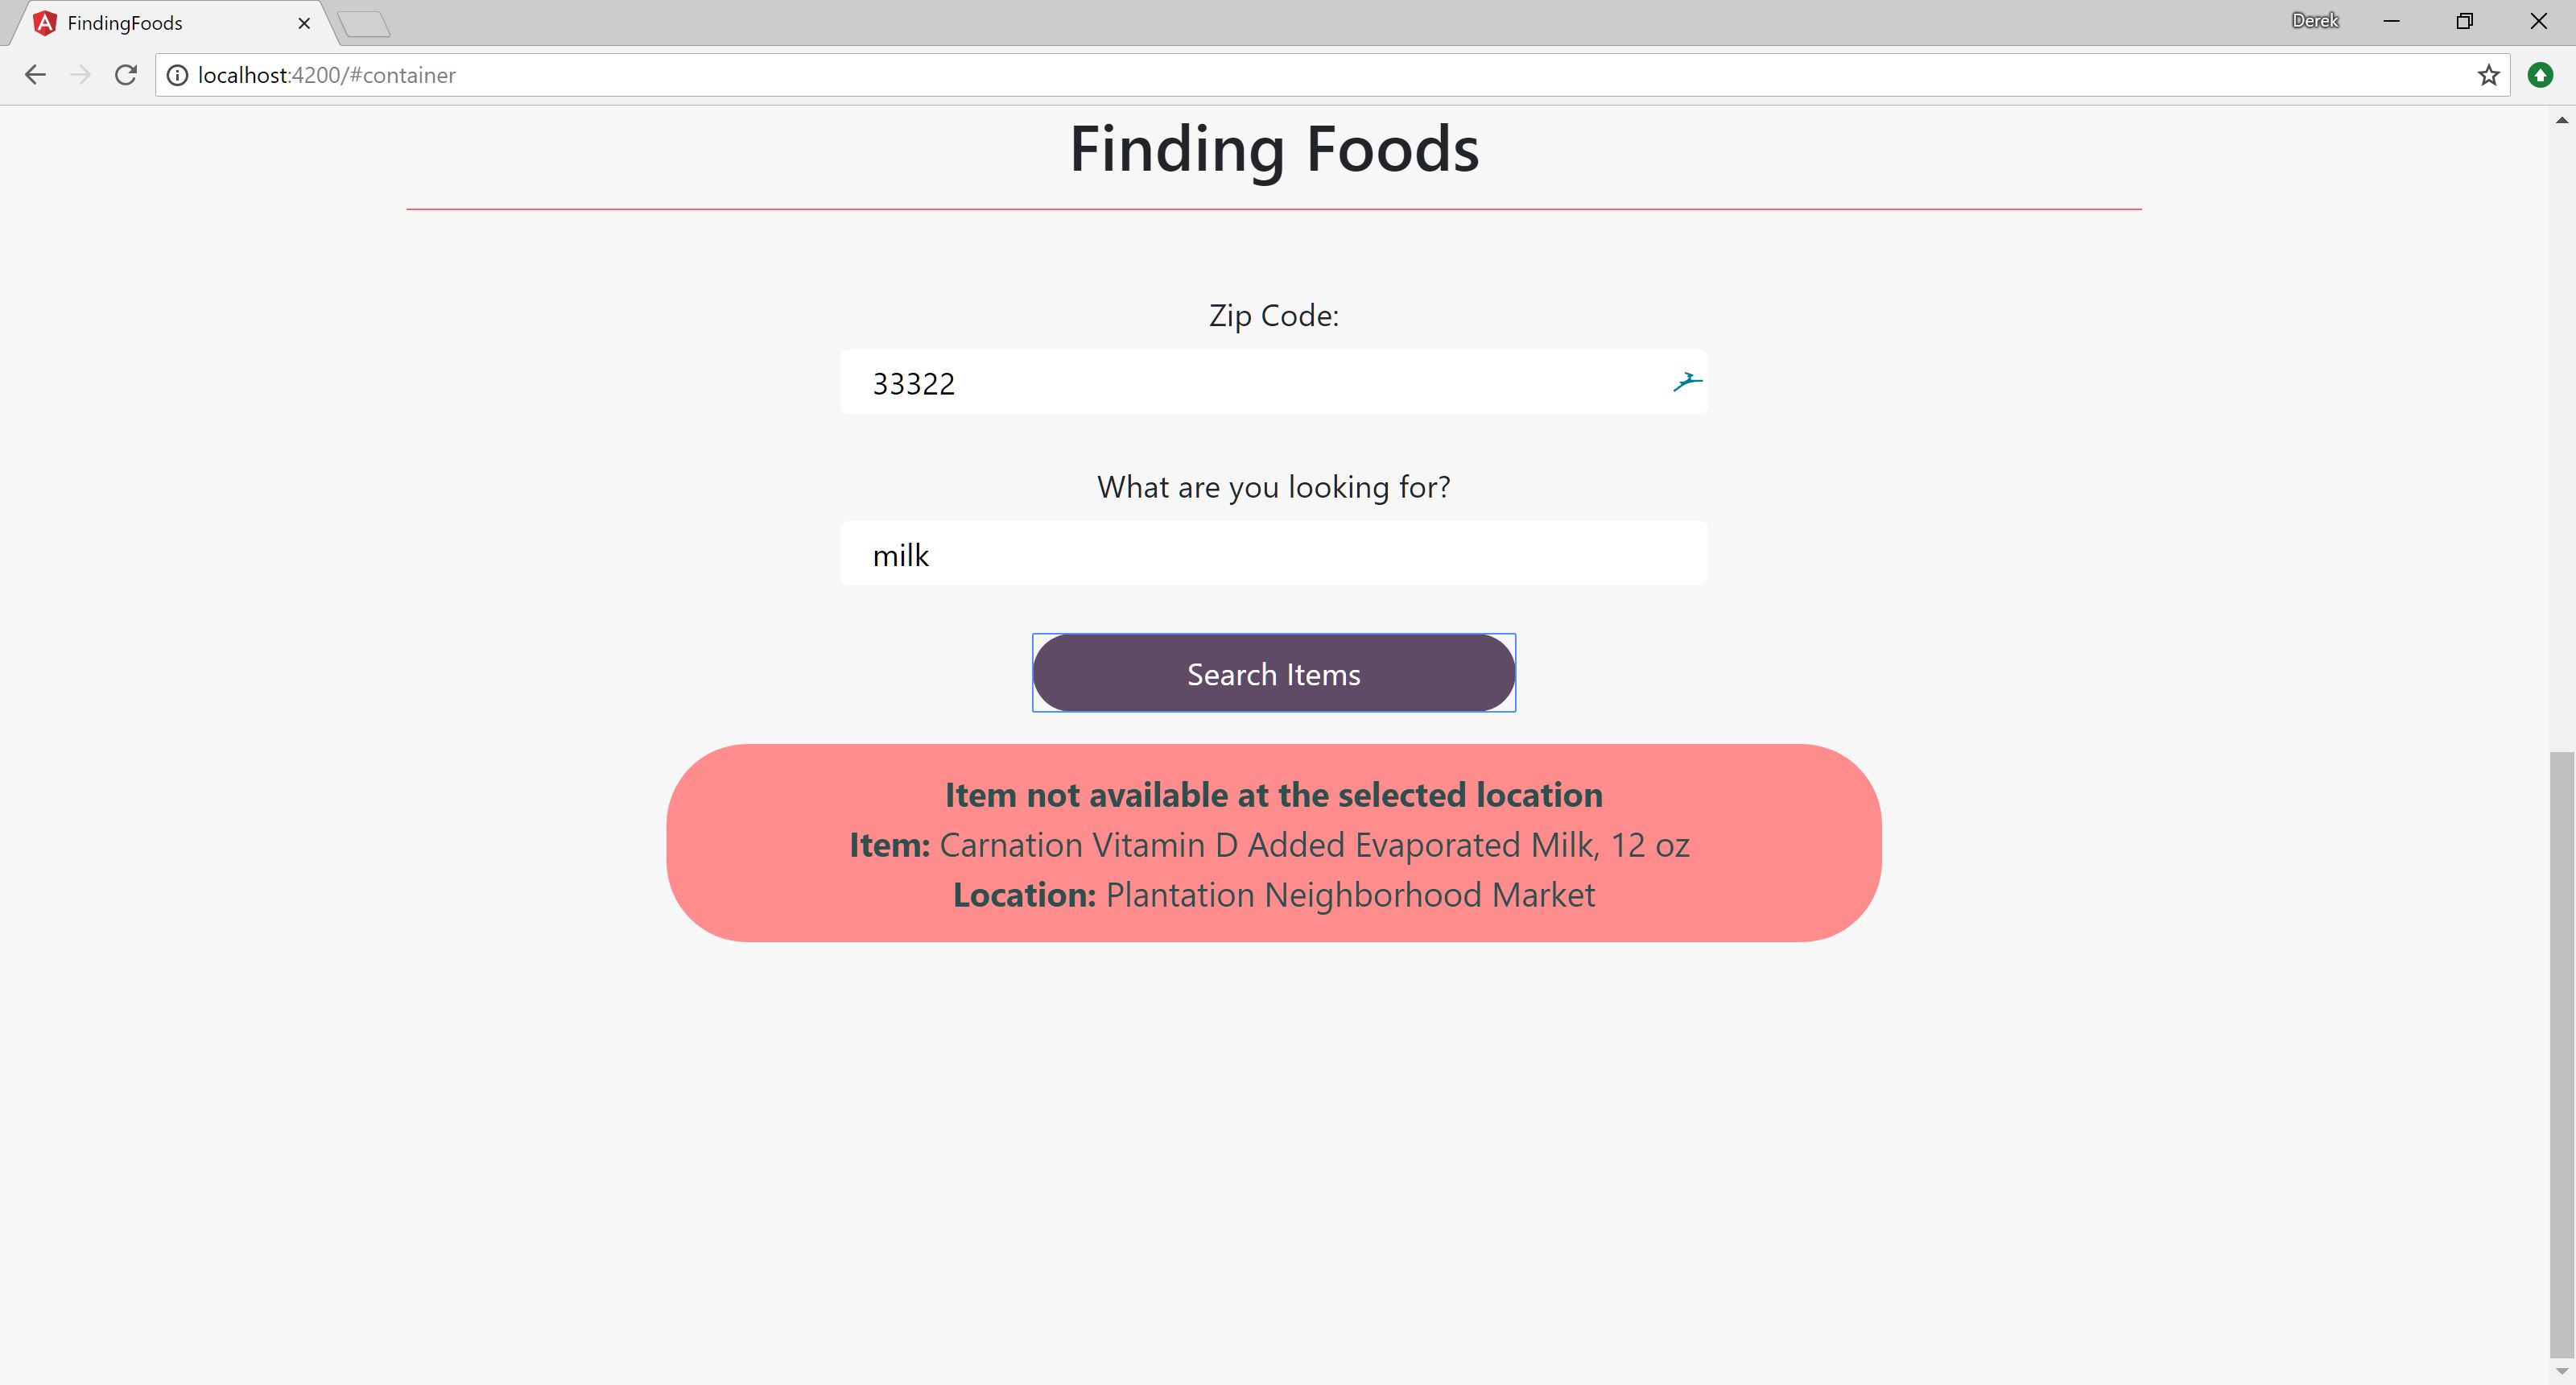 FindingFoods
Derek
localhost:4200/#container
Finding Foods
Zip Code:
33322
What are you looking for?
milk
Search Items
Item not available at the selected location
Item: Carnation Vitamin D Added Evaporated Milk, 12 oz
Location: Plantation Neighborhood Market